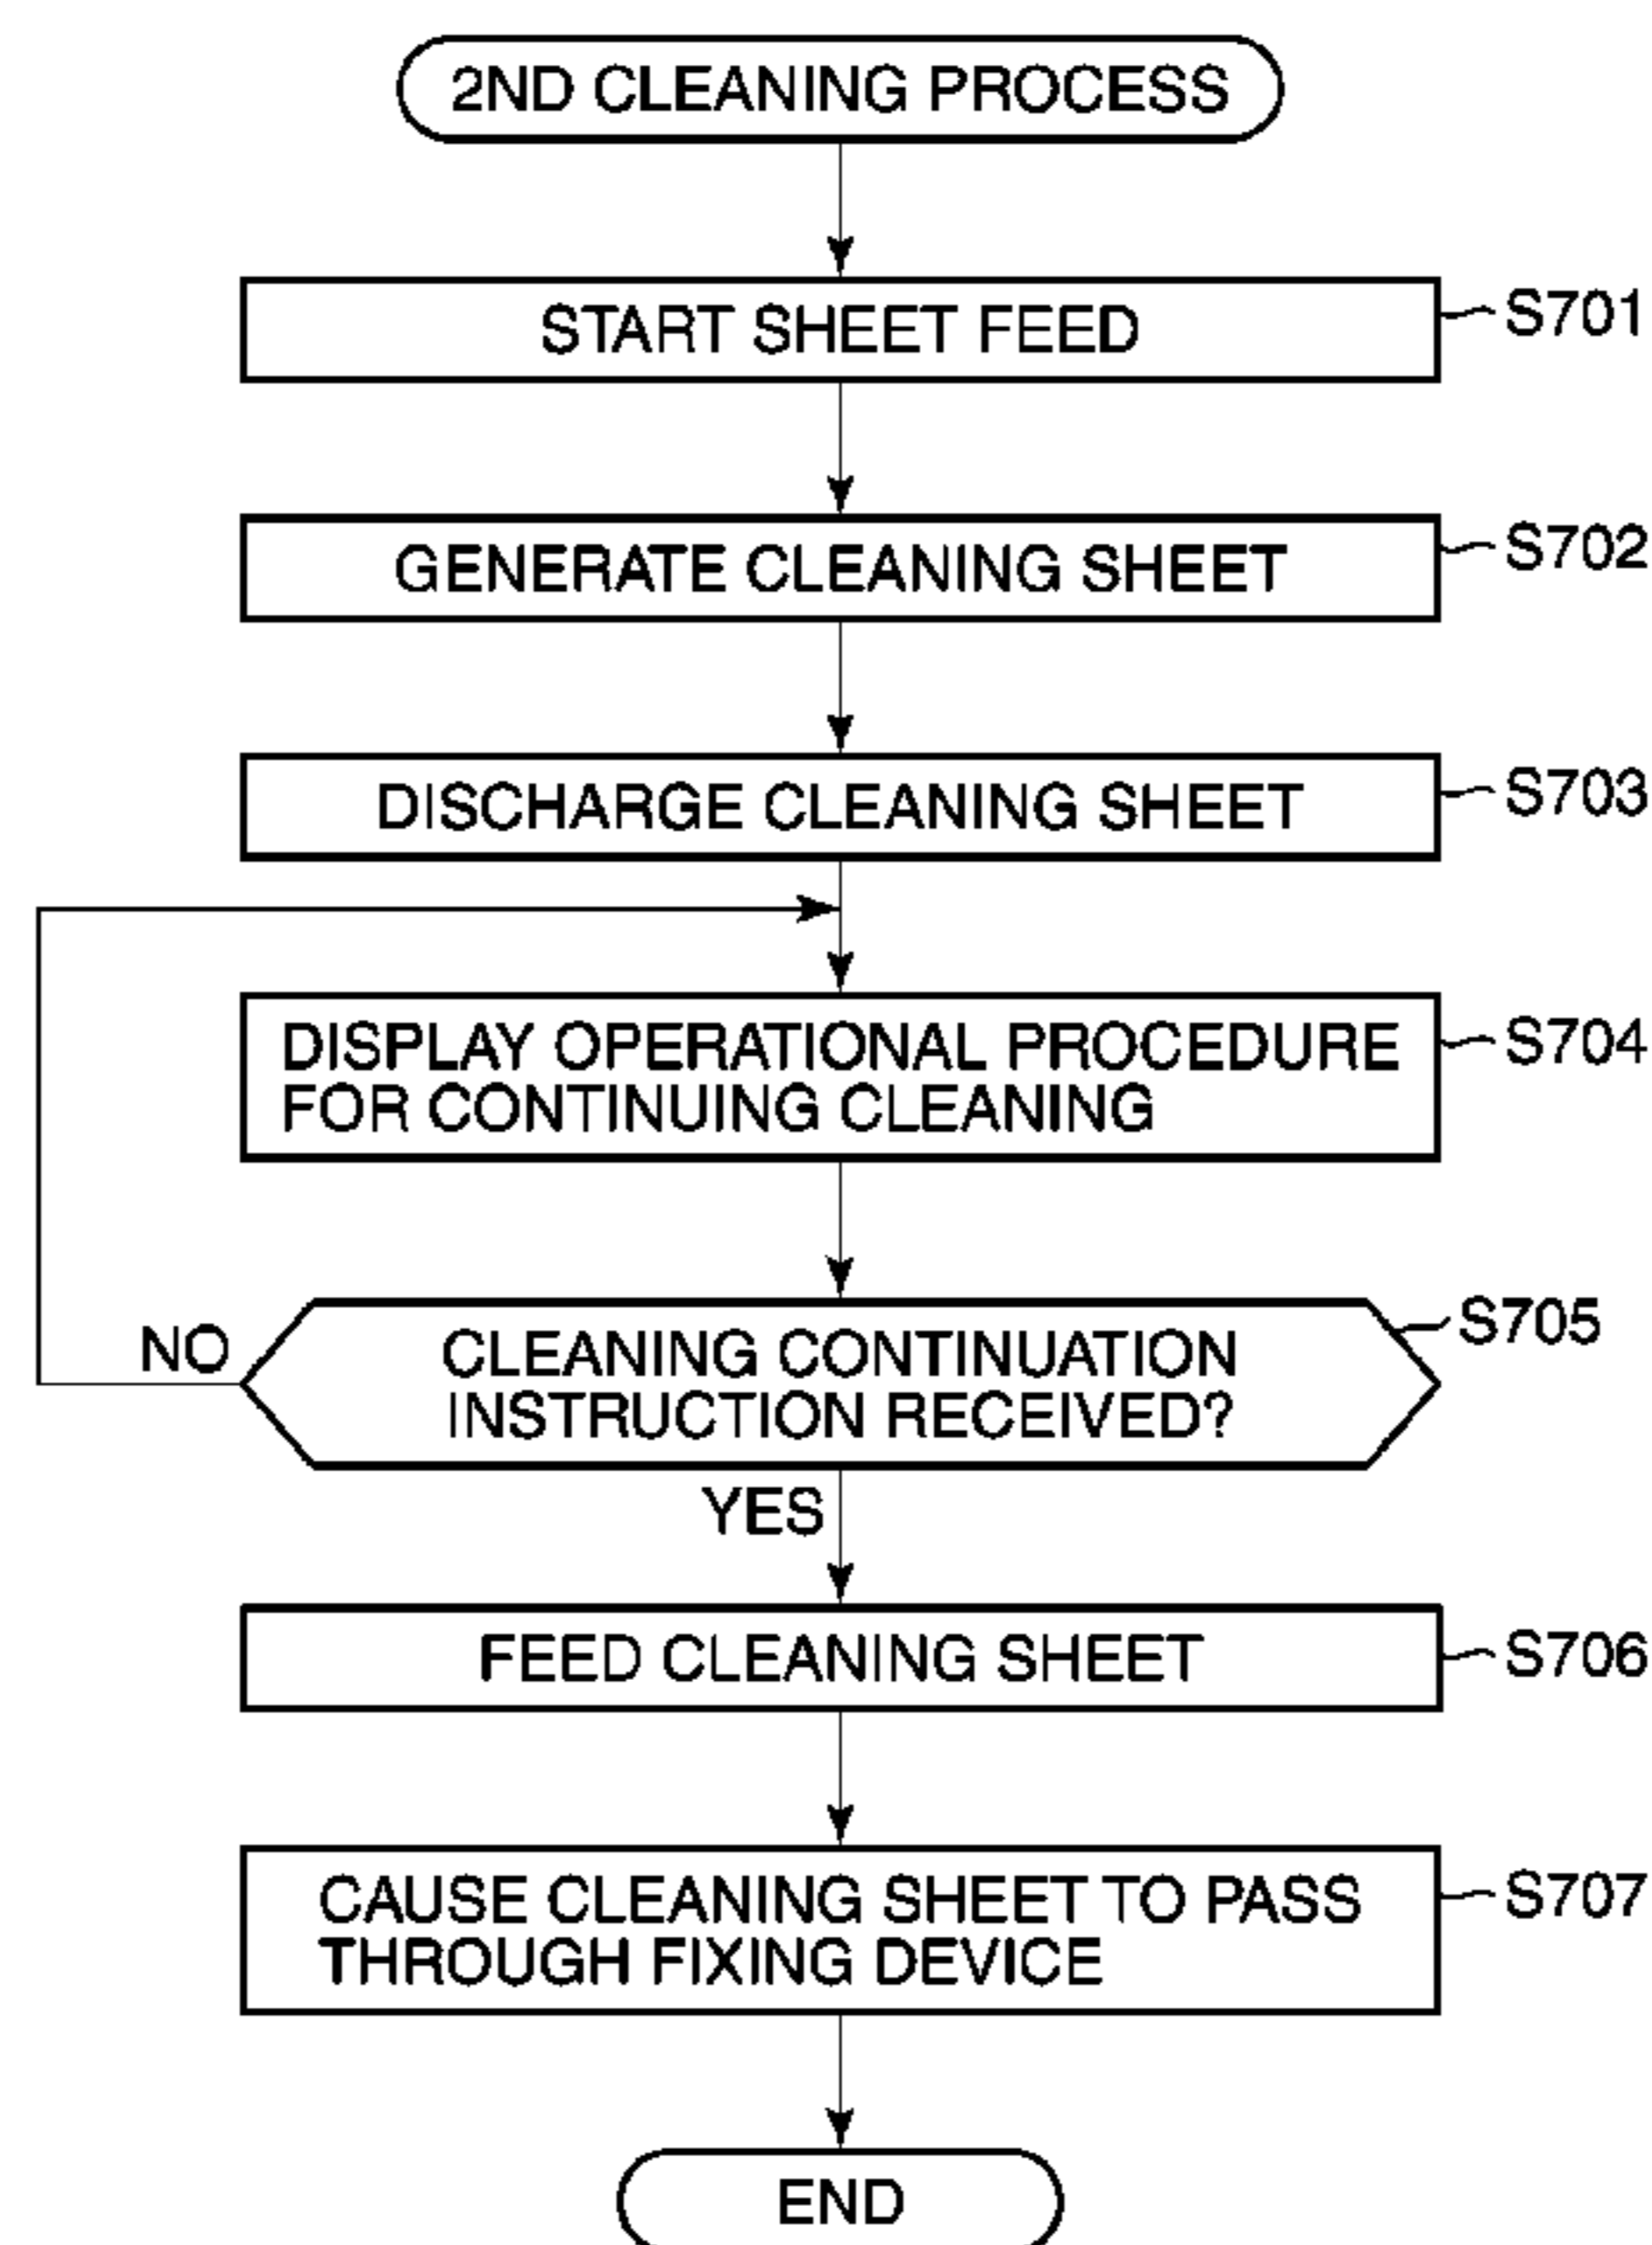 2ND CLEANING PROCESS
START SHEET FEED
S701
GENERATE CLEANING SHEET
S702
DISCHARGE CLEANING SHEET
S703
DISPLAY OPERATIONAL PROCEDURE
FOR CONTINUING CLEANING
S704
CLEANING CONTINUATION
INSTRUCTION RECEIVED?
S705
NO
YES
FEED CLEANING SHEET
S706
CAUSE CLEANING SHEET TO PASS
THROUGH FIXING DEVICE
S707
END